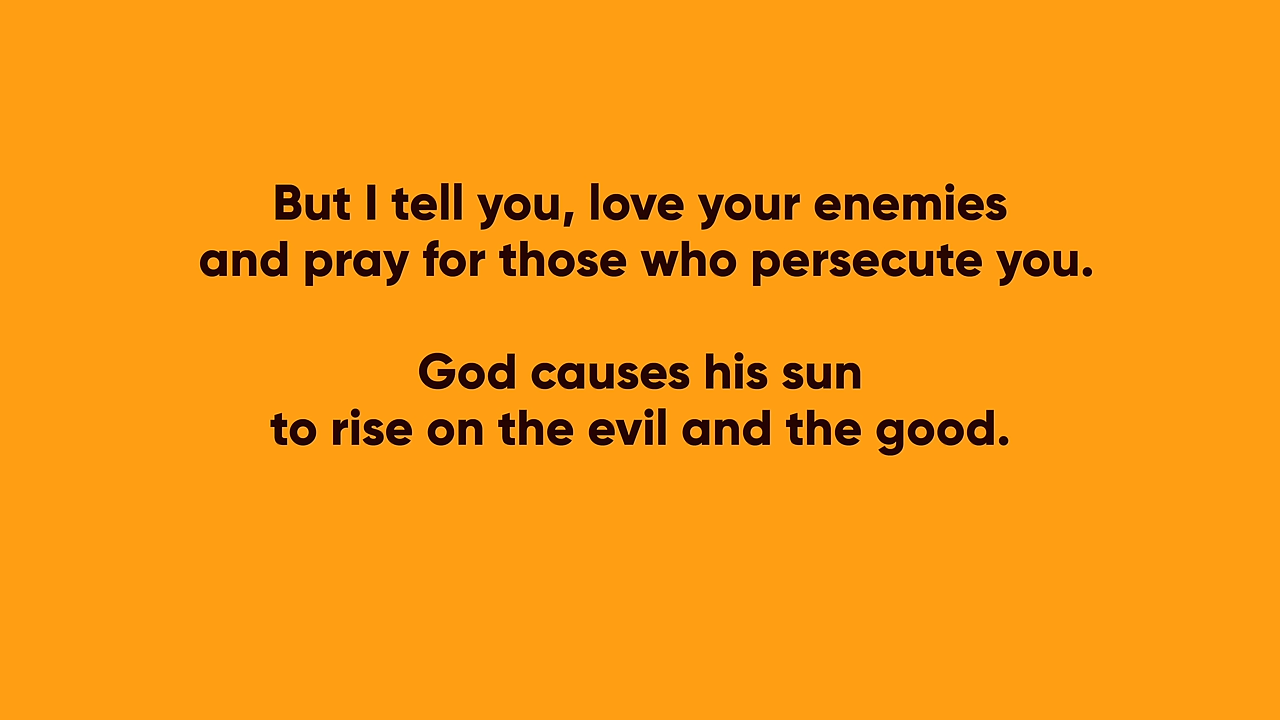 But I tell you, love your enemies
and pray for those who persecute you.
God causes his sun
to rise on the evil and the good.